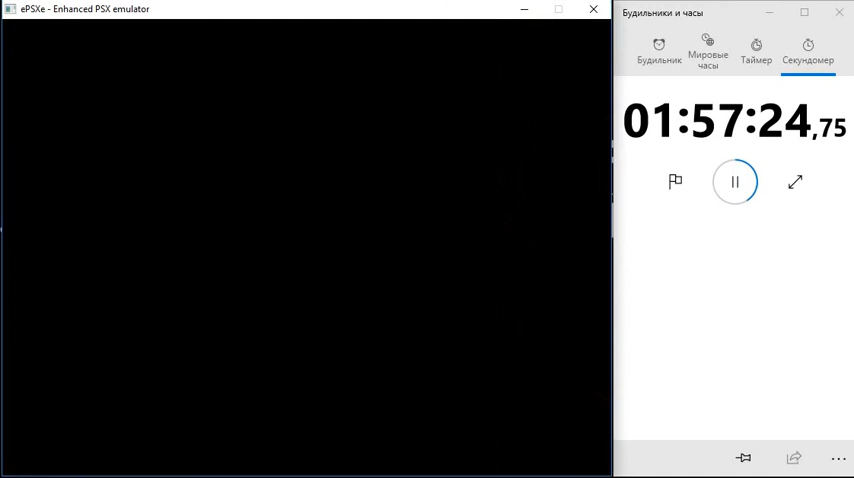 ePSXe - Enhanced PSX emulator
Будильники и часы
Будильник
Мировые часы
Таймер
Секундомер
01:57:24,75